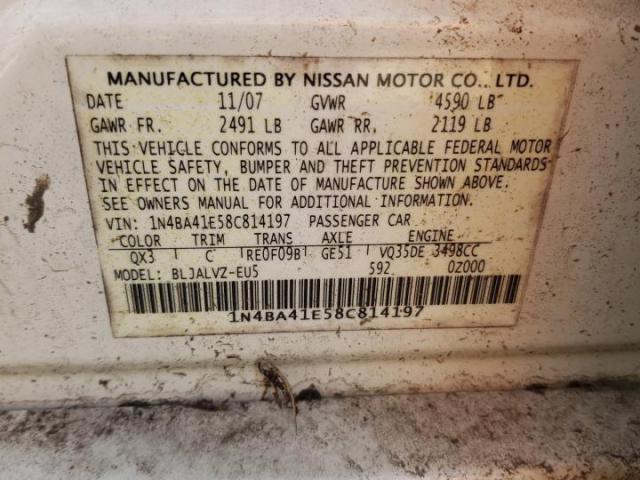 MANUFACTURED BY NISSAN MOTOR CO., LTD.
DATE 11/07 GVWR 4590 LB
GAWR FR. 2491 LB GAWR RR. 2119 LB
THIS VEHICLE CONFORMS TO ALL APPLICABLE FEDERAL MOTOR
VEHICLE SAFETY, BUMPER AND THEFT PREVENTION STANDARDS
IN EFFECT ON THE DATE OF MANUFACTURE SHOWN ABOVE.
SEE OWNERS MANUAL FOR ADDITIONAL INFORMATION.
VIN: 1N4BA41E58C814197 PASSENGER CAR
COLOR TRIM TRANS AXLE ENGINE
QX3 C RE0F09B GE51 VQ35DE 3498CC
MODEL: BLJALVZ-EU5 592 0Z000
1N4BA41E58C814197